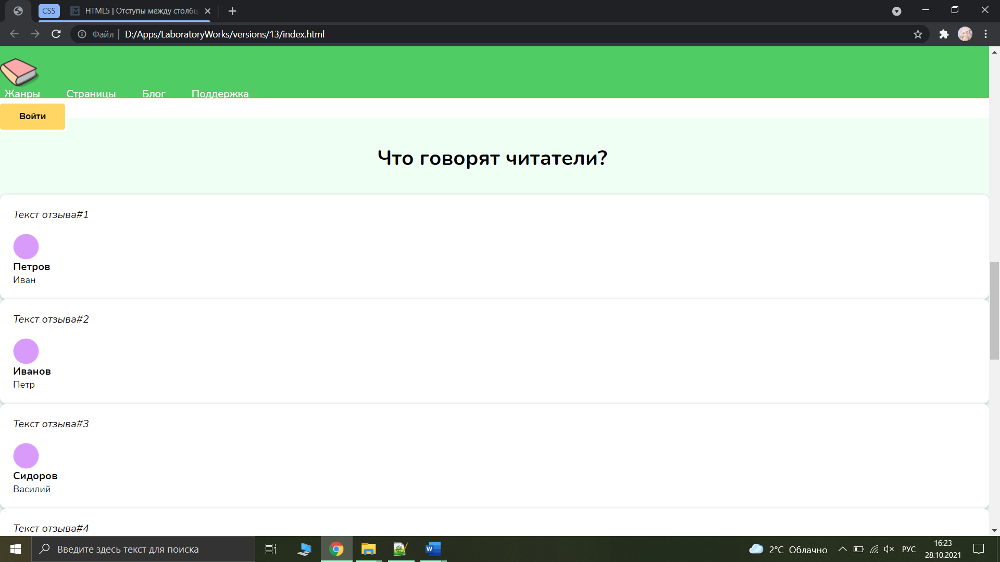 CSS
HTML5 | Отступы между столбц
Файл | D:/Apps/LaboratoryWorks/versions/13/index.html
Жанры Страницы Блог Поддержка
Войти
Что говорят читатели?
Текст отзыва#1
Петров
Иван
Текст отзыва#2
Иванов
Петр
Текст отзыва#3
Сидоров
Василий
Текст отзыва#4
Введите здесь текст для поиска
2°C Облачно
РУС
16:23
28.10.2021